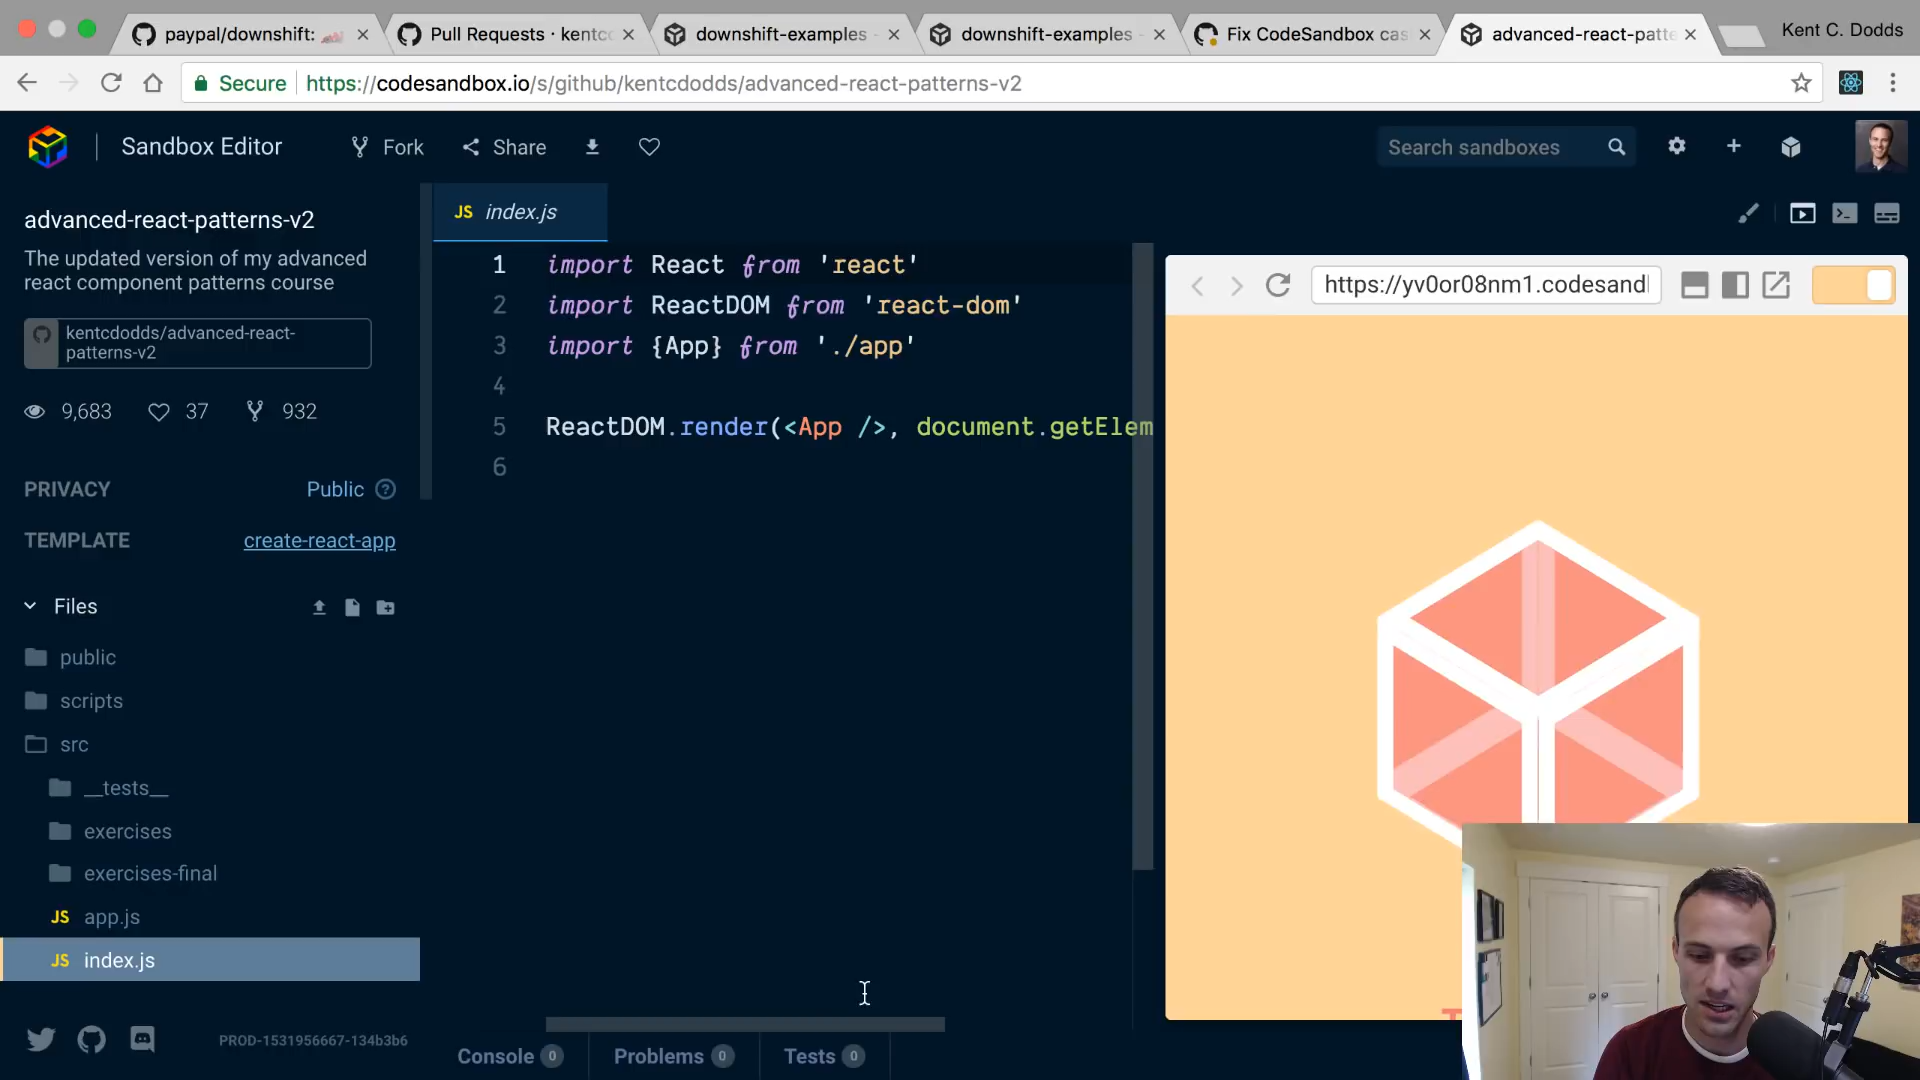 paypal/downshift:
Pull Requests · kentc
downshift-examples -
downshift-examples -
Fix CodeSandbox cas
advanced-react-patte
Kent C. Dodds
Secure
https://codesandbox.io/s/github/kentcdodds/advanced-react-patterns-v2
Sandbox Editor
Fork
Share
Search sandboxes
advanced-react-patterns-v2
The updated version of my advanced
react component patterns course
kentcdodds/advanced-react-
patterns-v2
9,683
37
932
PRIVACY
Public
?
TEMPLATE
create-react-app
Files
public
scripts
src
__tests__
exercises
exercises-final
JS app.js
JS index.js
PROD-1531956667-134b3b6
JS index.js
1 import React from 'react'
2 import ReactDOM from 'react-dom'
3 import {App} from './app'
4
5 ReactDOM.render(<App />, document.getElem
6
Console 0
Problems 0
Tests 0
https://yv0or08nm1.codesand